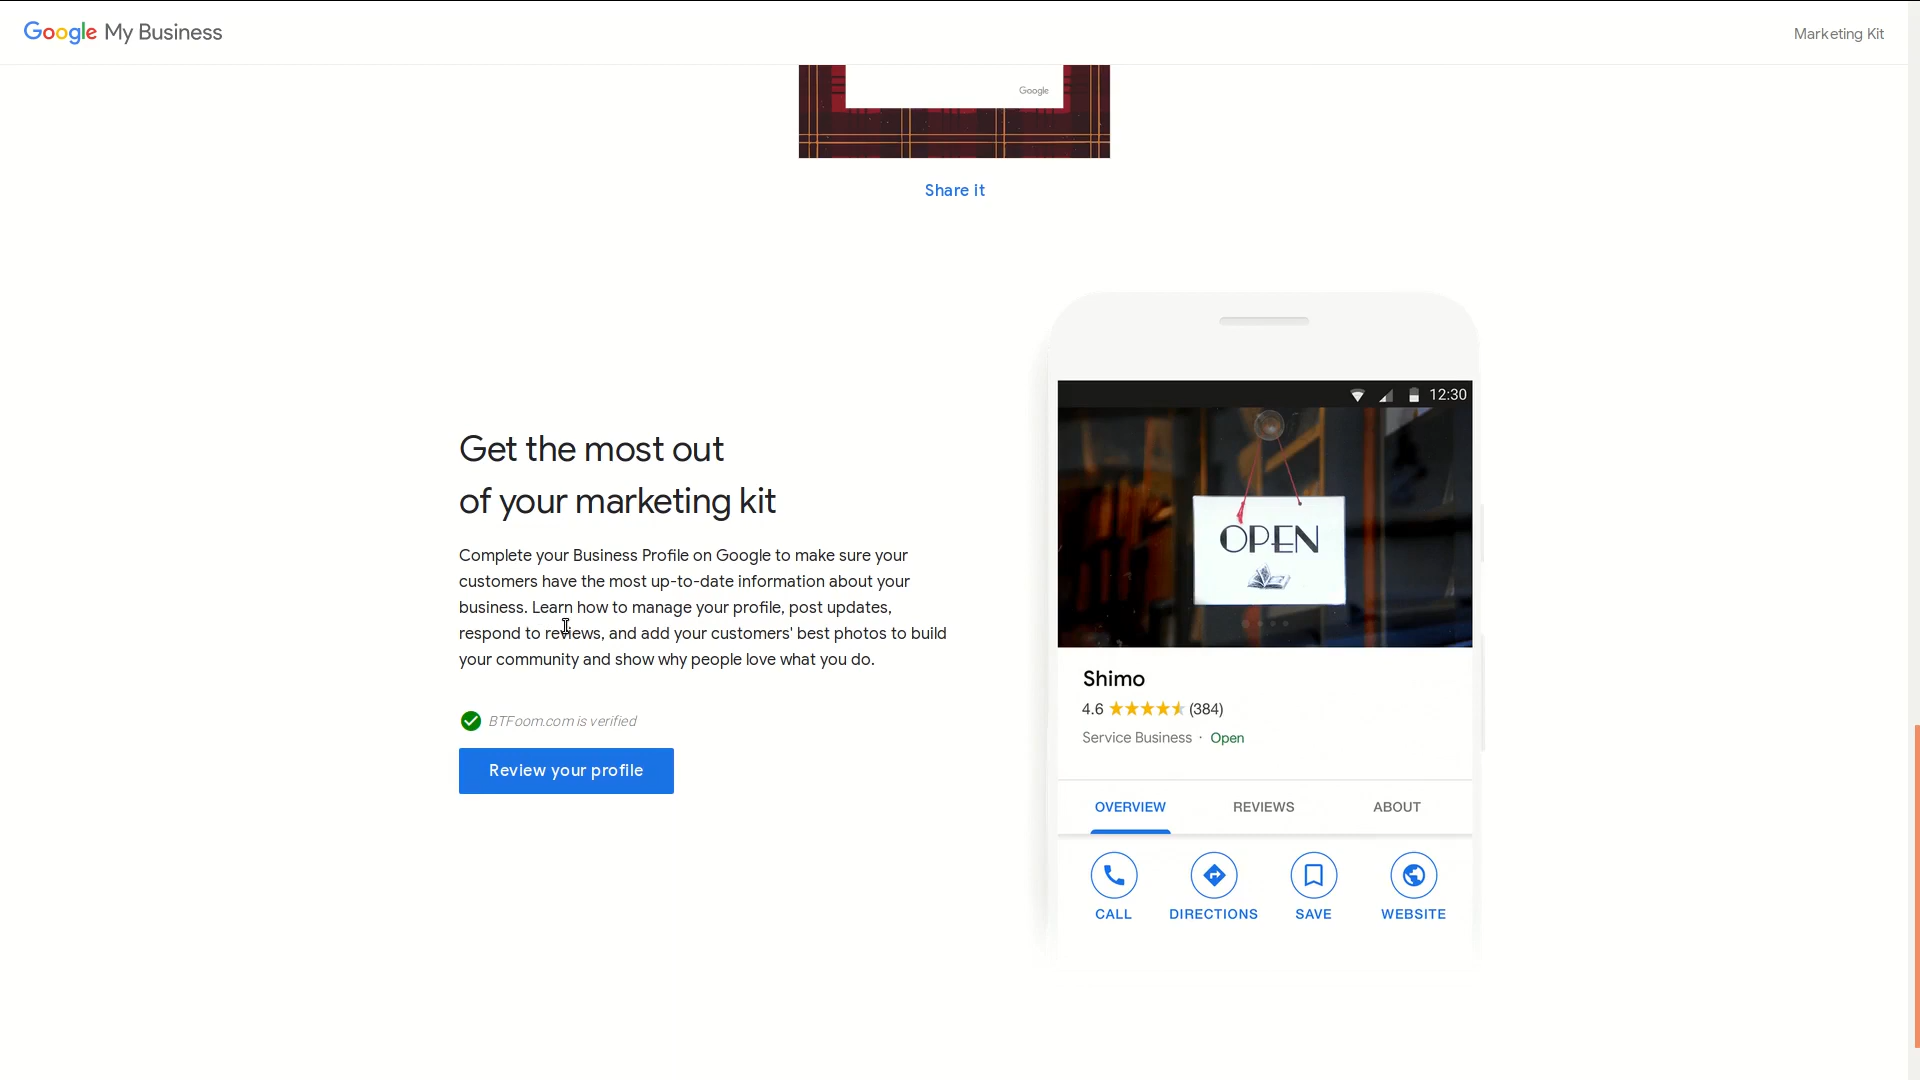 Google My Business
Marketing Kit
Google
Share it
Get the most out
of your marketing kit
Complete your Business Profile on Google to make sure your
customers have the most up-to-date information about your
business. Learn how to manage your profile, post updates,
respond to reviews, and add your customers' best photos to build
your community and show why people love what you do.
BTFoom.com is verified
Review your profile
12:30
OPEN
Shimo
4.6 (384)
Service Business · Open
OVERVIEW REVIEWS ABOUT
CALL DIRECTIONS SAVE WEBSITE